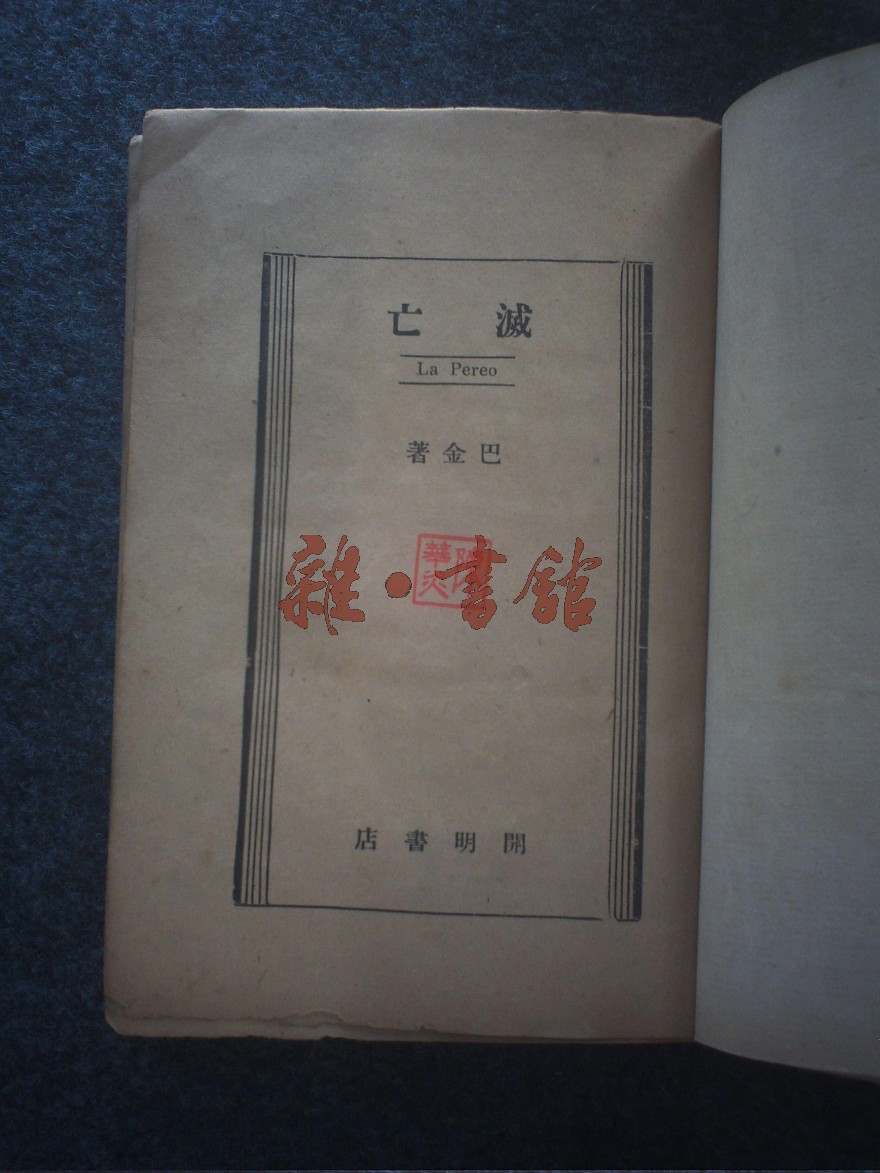 滅亡
La Pereo
巴金著
雜·書館
開明書店